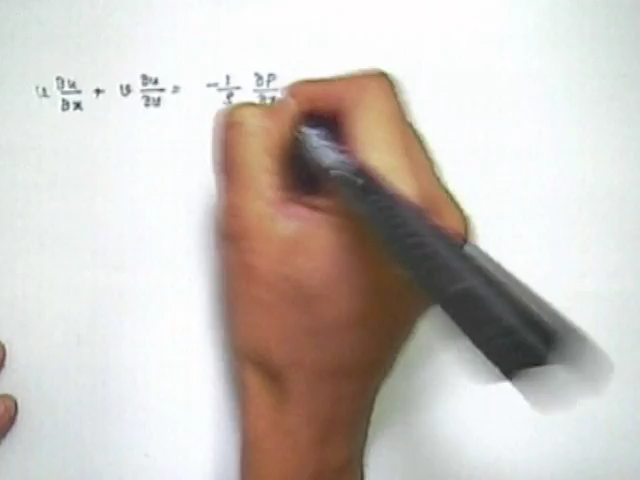 u ∂u/∂x + v ∂u/∂y = -1/ρ ∂P/∂x